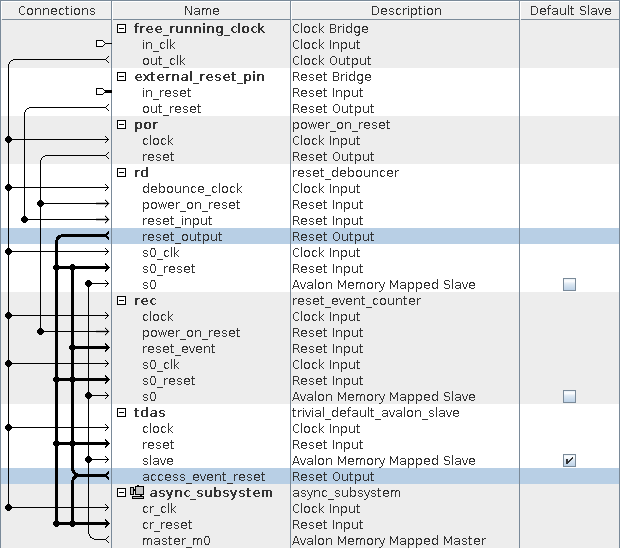 Connections Name Description Default Slave
free_running_clock Clock Bridge
in_clk Clock Input
out_clk Clock Output
external_reset_pin Reset Bridge
in_reset Reset Input
out_reset Reset Output
por power_on_reset
clock Clock Input
reset Reset Output
rd reset_debouncer
debounce_clock Clock Input
power_on_reset Reset Input
reset_input Reset Input
reset_output Reset Output
s0_clk Clock Input
s0_reset Reset Input
s0 Avalon Memory Mapped Slave
rec reset_event_counter
clock Clock Input
power_on_reset Reset Input
reset_event Reset Input
s0_clk Clock Input
s0_reset Reset Input
s0 Avalon Memory Mapped Slave
tdas trivial_default_avalon_slave
clock Clock Input
reset Reset Input
slave Avalon Memory Mapped Slave
access_event_reset Reset Output
async_subsystem async_subsystem
cr_clk Clock Input
cr_reset Reset Input
master_m0 Avalon Memory Mapped Master